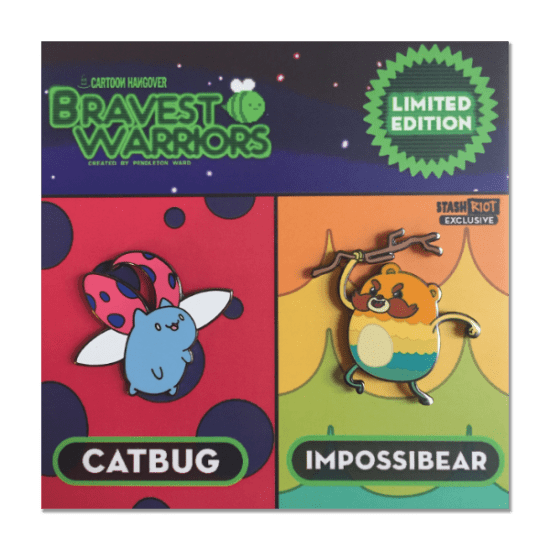 CARTOON HANGOVER
BRAVEST
WARRIORS
CREATED BY PENDLETON WARD
LIMITED
EDITION
STASH RIOT
EXCLUSIVE
CATBUG
IMPOSSIBEAR